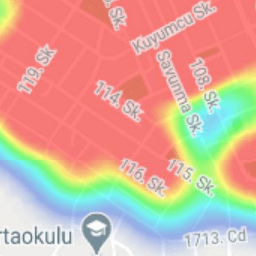 Kuyumcu Sk.
119. Sk.
108. Sk.
Savunma Sk.
114. Sk.
116. Sk.
115. Sk.
rtaokulu
1713. Cd